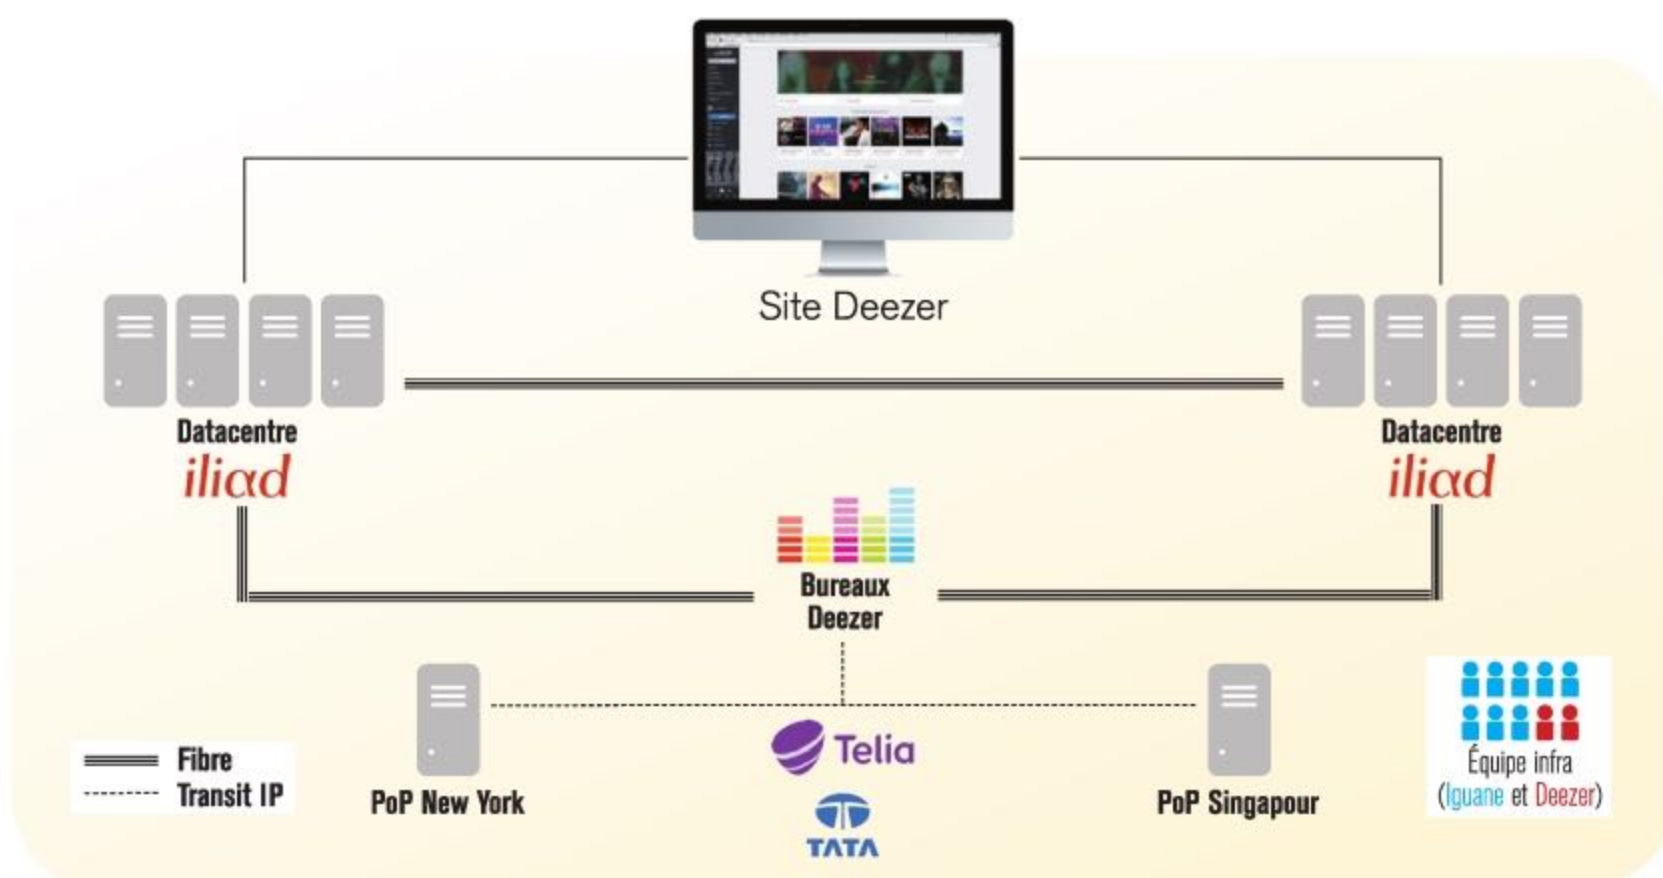 Site Deezer
Datacentre
iliad
Datacentre
iliad
Bureaux
Deezer
Fibre
Transit IP
PoP New York
Telia
TATA
PoP Singapour
Équipe infra
(Iguane et Deezer)